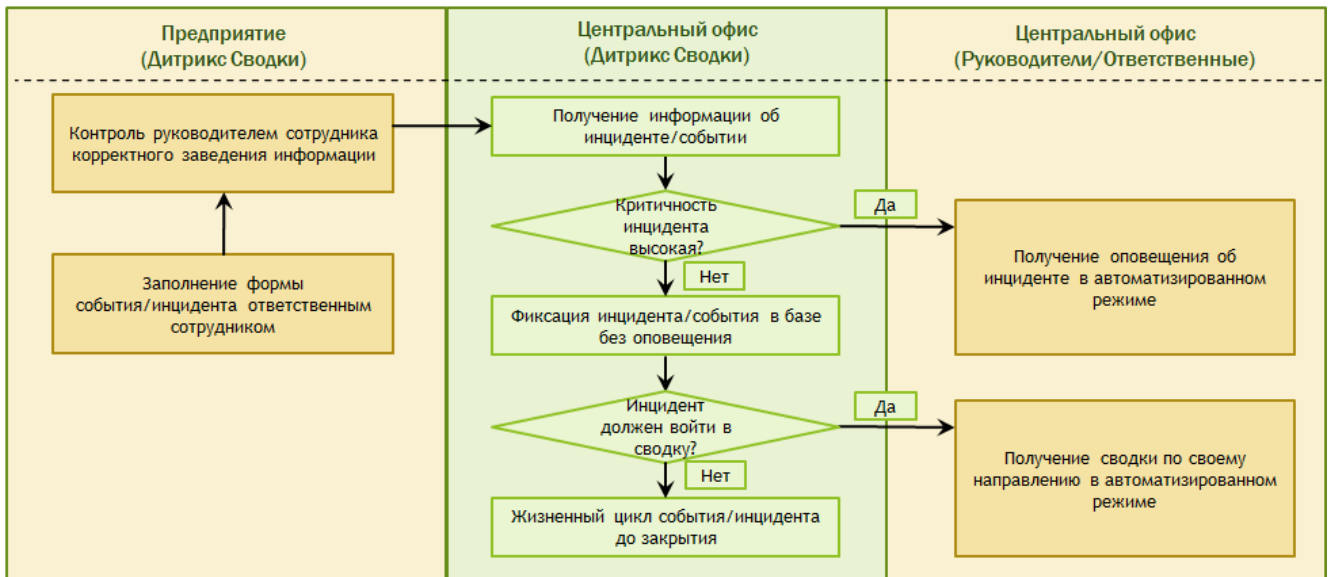 Предприятие
(Дитрикс Сводки)
Центральный офис
(Дитрикс Сводки)
Центральный офис
(Руководители/Ответственные)
Контроль руководителем сотрудника
корректного заведения информации
Заполнение формы
события/инцидента ответственным
сотрудником
Получение информации об
инциденте/событии
Критичность
инцидента
высокая?
Да
Нет
Получение оповещения об
инциденте в автоматизированном
режиме
Фиксация инцидента/события в базе
без оповещения
Инцидент
должен войти в
сводку?
Да
Нет
Получение сводки по своему
направлению в автоматизированном
режиме
Жизненный цикл события/инцидента
до закрытия